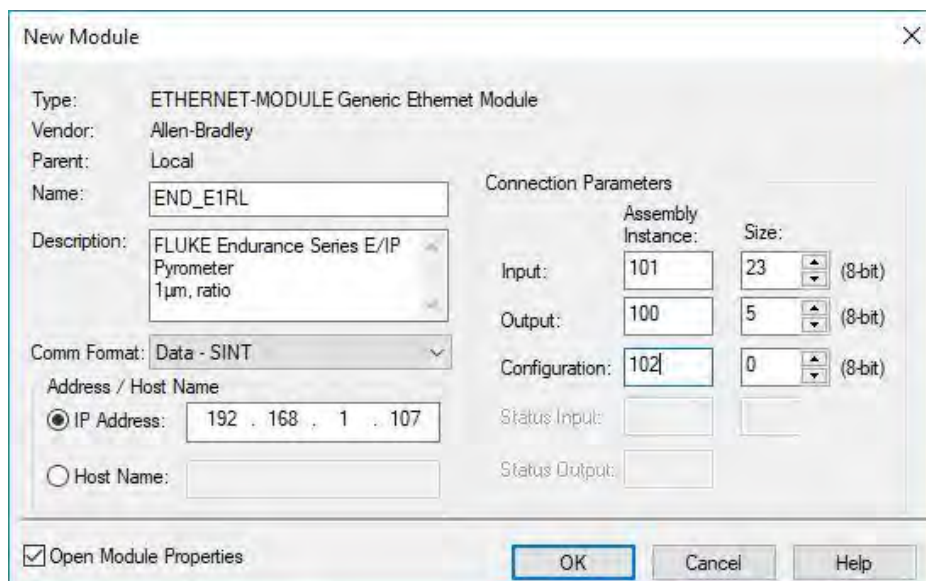 New Module
Type: ETHERNET-MODULE Generic Ethernet Module
Vendor: Allen-Bradley
Parent: Local
Name: END_E1RL
Description: FLUKE Endurance Series E/IP
Pyrometer
1µm, ratio
Comm Format: Data - SINT
Address / Host Name
IP Address: 192 . 168 . 1 . 107
Host Name:
Connection Parameters
Assembly
Instance: Size:
Input: 101 23 (8-bit)
Output: 100 5 (8-bit)
Configuration: 102 0 (8-bit)
Status Input:
Status Output:
Open Module Properties
OK Cancel Help